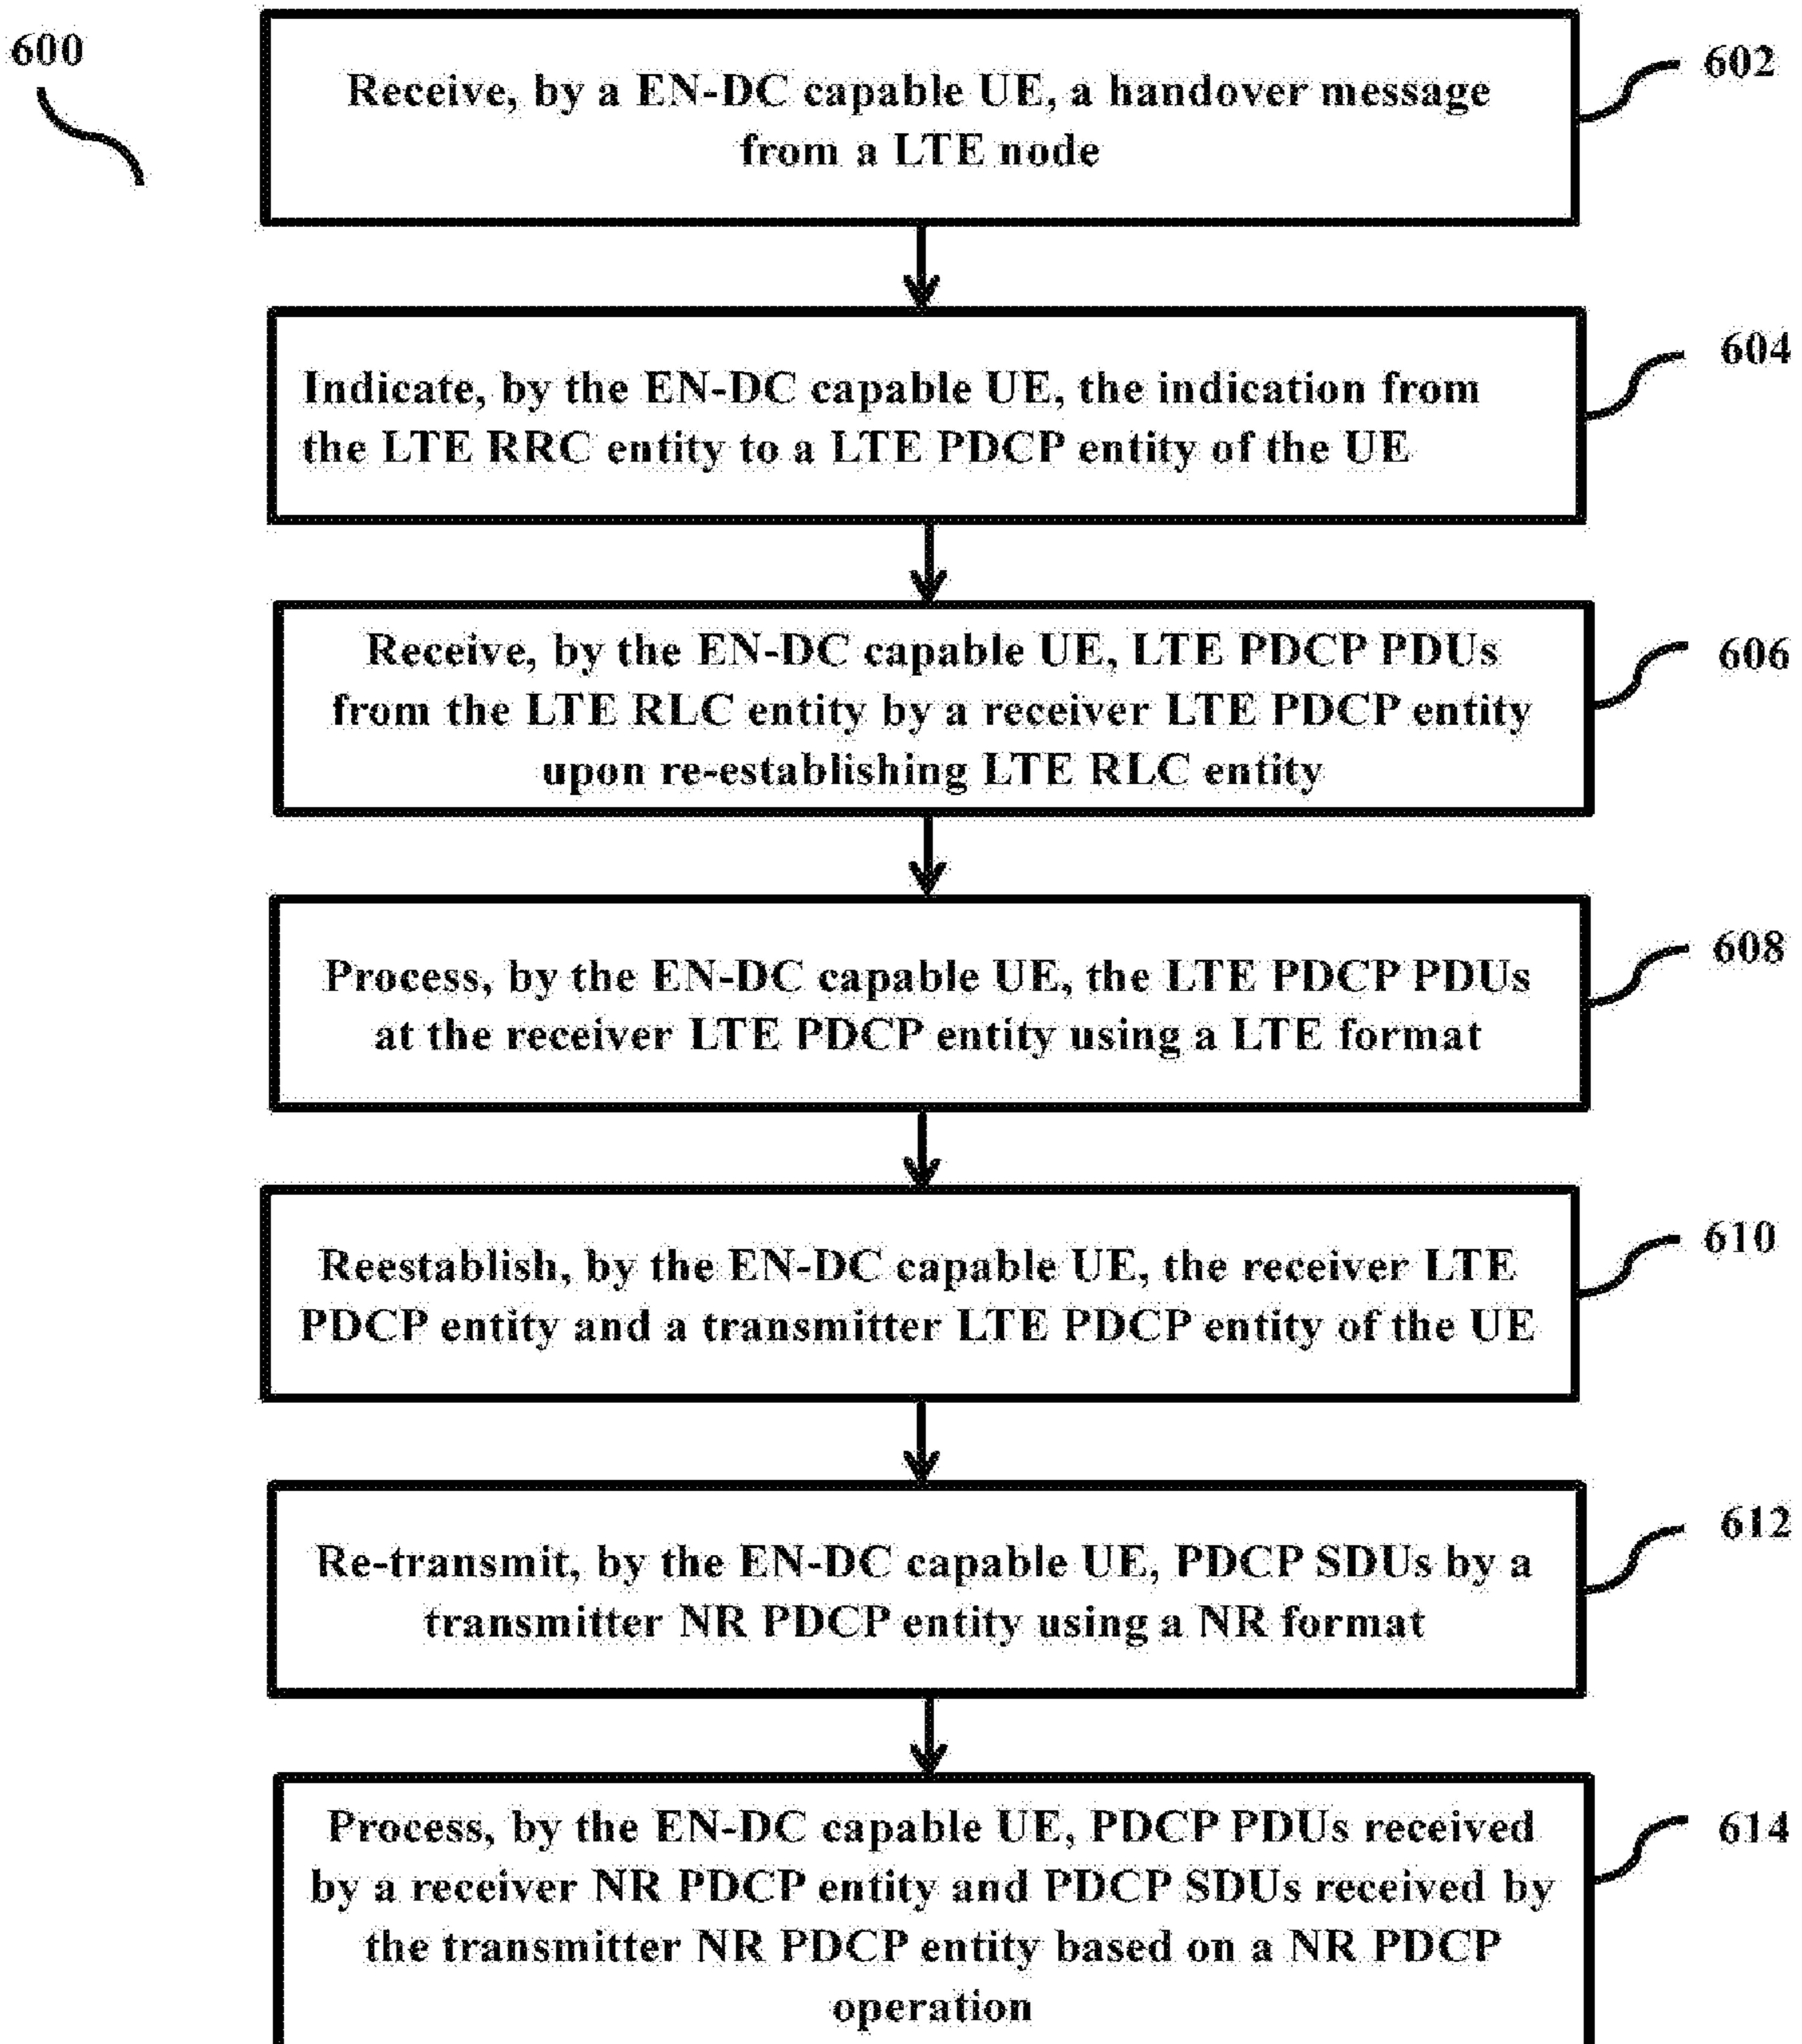 600
Receive, by a EN-DC capable UE, a handover message
from a LTE node
602
Indicate, by the EN-DC capable UE, the indication from
the LTE RRC entity to a LTE PDCP entity of the UE
604
Receive, by the EN-DC capable UE, LTE PDCP PDUs
from the LTE RLC entity by a receiver LTE PDCP entity
upon re-establishing LTE RLC entity
606
Process, by the EN-DC capable UE, the LTE PDCP PDUs
at the receiver LTE PDCP entity using a LTE format
608
Reestablish, by the EN-DC capable UE, the receiver LTE
PDCP entity and a transmitter LTE PDCP entity of the UE
610
Re-transmit, by the EN-DC capable UE, PDCP SDUs by a
transmitter NR PDCP entity using a NR format
612
Process, by the EN-DC capable UE, PDCP PDUs received
by a receiver NR PDCP entity and PDCP SDUs received by
the transmitter NR PDCP entity based on a NR PDCP
operation
614